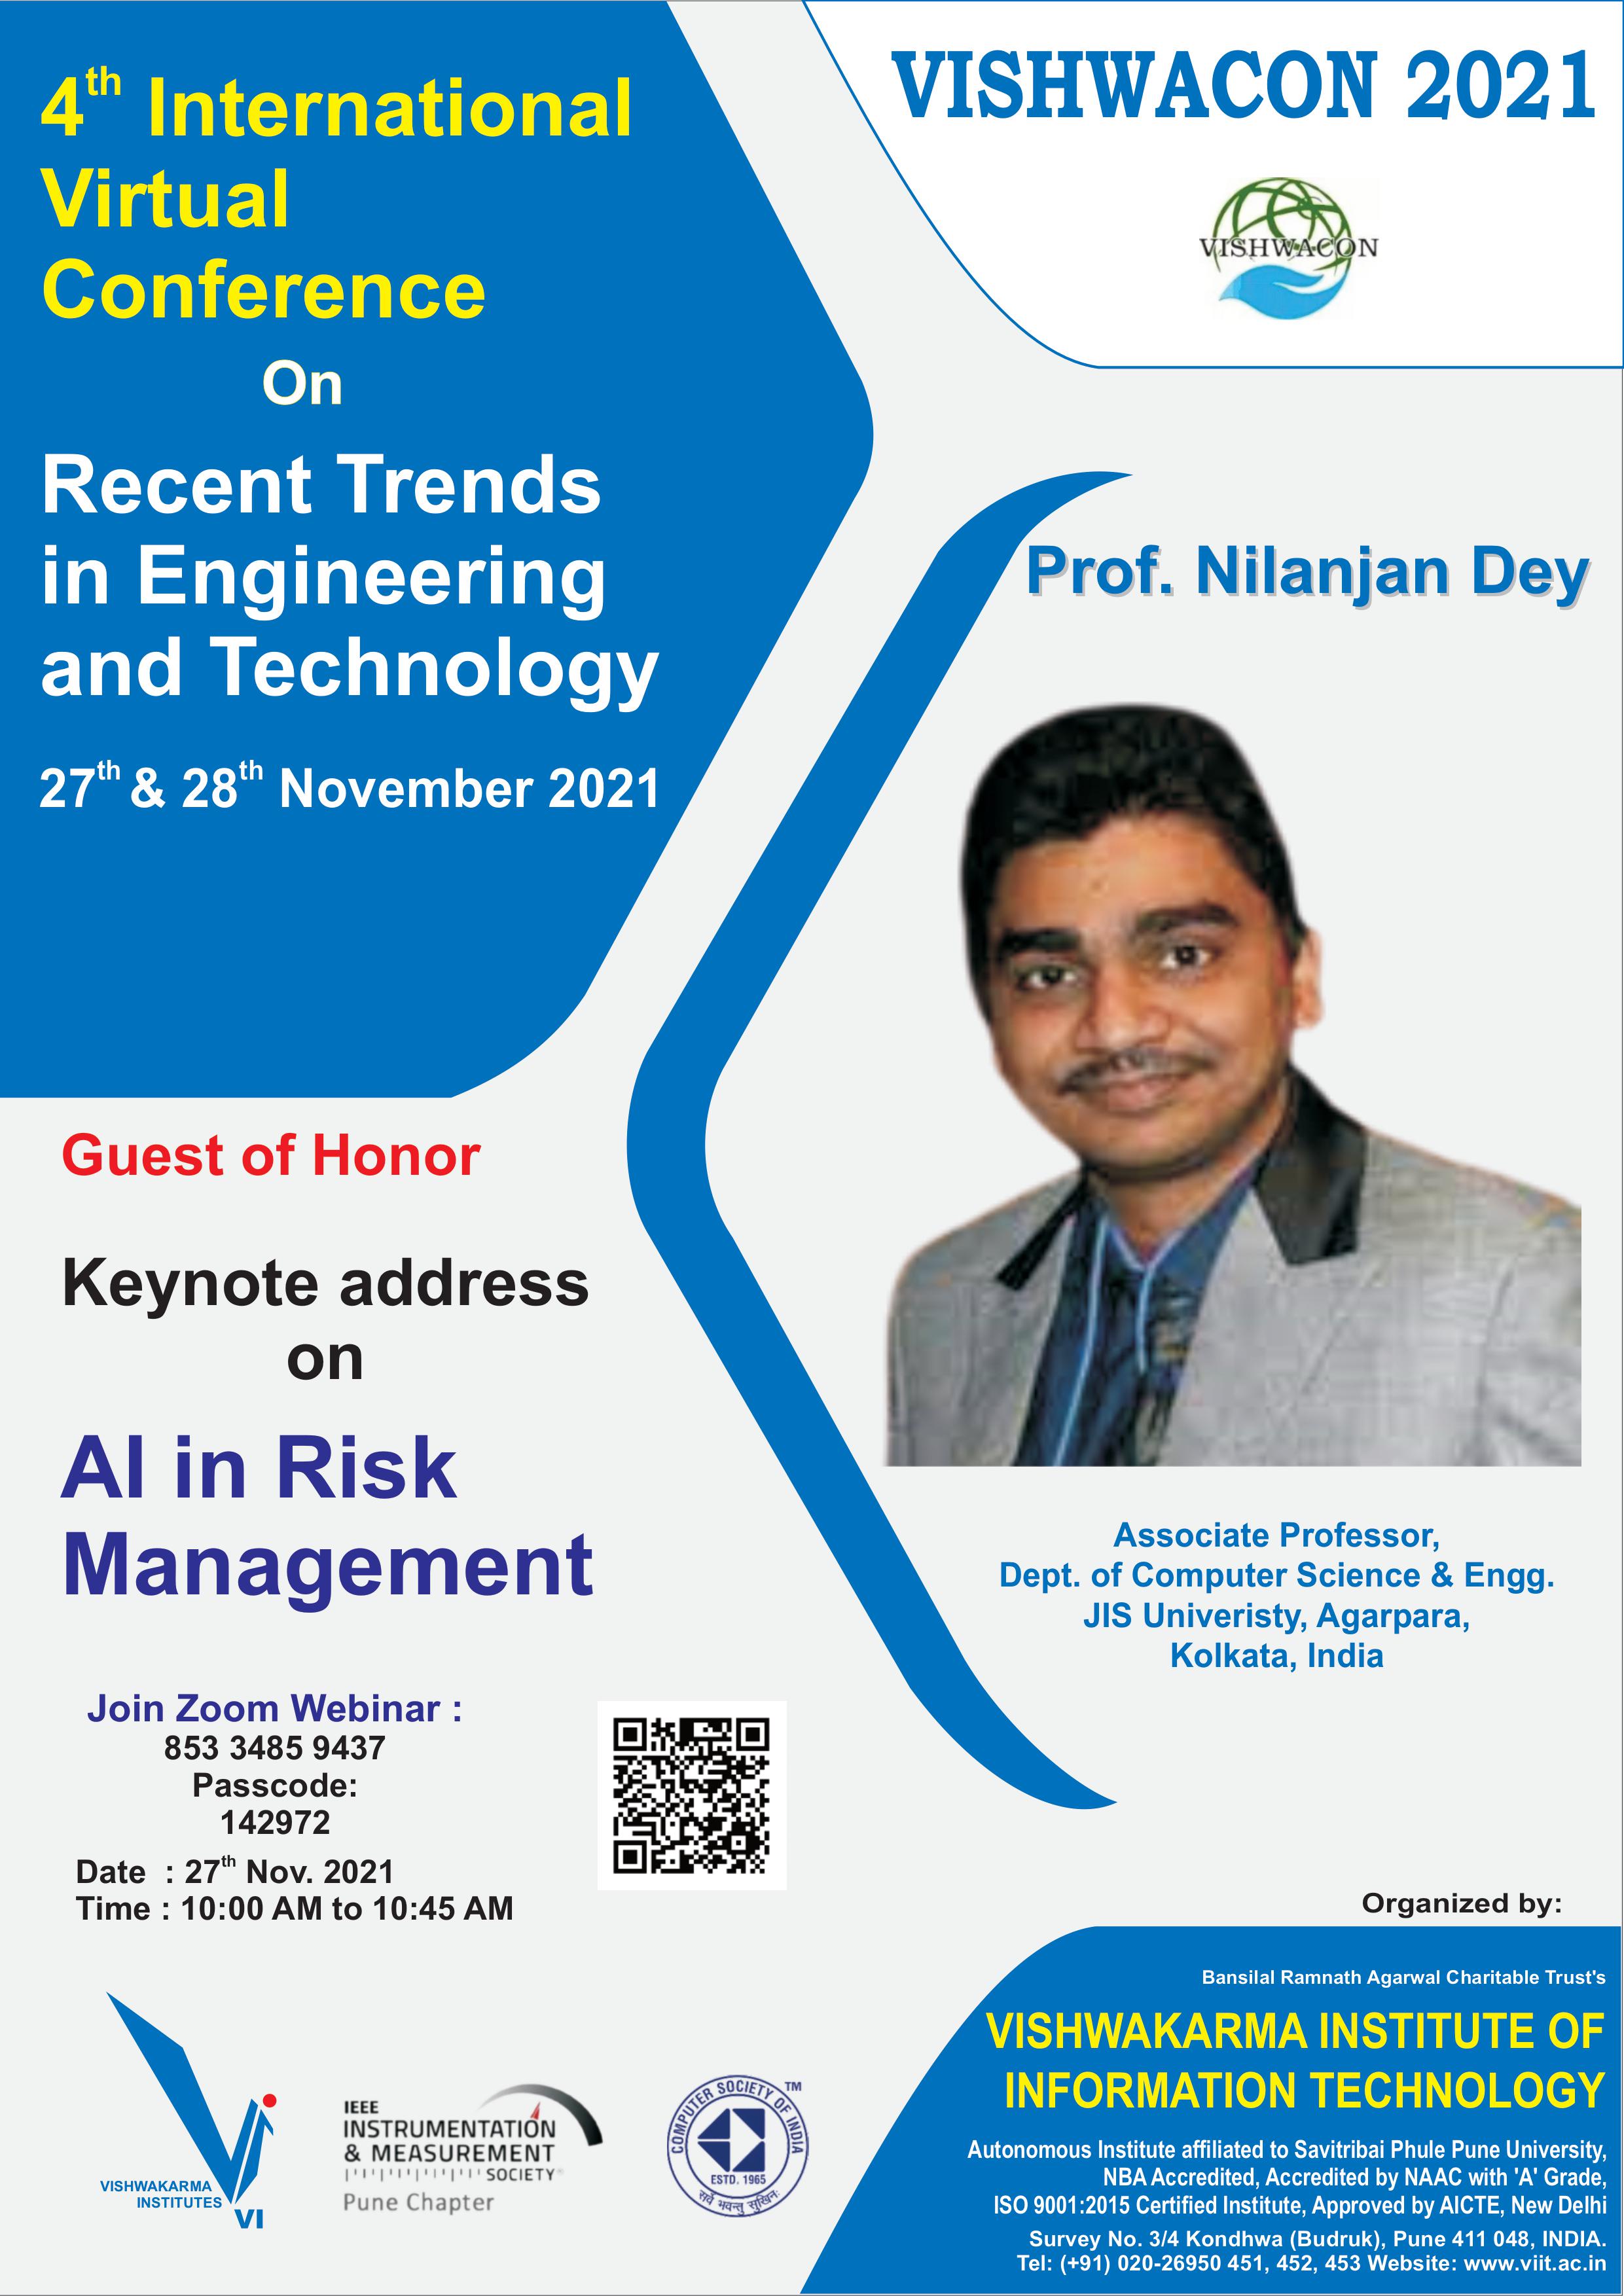 4th International
Virtual
Conference
On
Recent Trends
in Engineering
and Technology
27th & 28th November 2021
VISHWACON 2021
VISHWACON
Prof. Nilanjan Dey
Guest of Honor
Keynote address
on
AI in Risk
Management
Associate Professor,
Dept. of Computer Science & Engg.
JIS Univeristy, Agarpara,
Kolkata, India
Join Zoom Webinar :
853 3485 9437
Passcode:
142972
Date : 27th Nov. 2021
Time : 10:00 AM to 10:45 AM
Organized by:
Bansilal Ramnath Agarwal Charitable Trust's
VISHWAKARMA INSTITUTE OF
INFORMATION TECHNOLOGY
Autonomous Institute affiliated to Savitribai Phule Pune University,
NBA Accredited, Accredited by NAAC with 'A' Grade,
ISO 9001:2015 Certified Institute, Approved by AICTE, New Delhi
Survey No. 3/4 Kondhwa (Budruk), Pune 411 048, INDIA.
Tel: (+91) 020-26950 451, 452, 453 Website: www.viit.ac.in
VISHWAKARMA
INSTITUTES
VI
IEEE
INSTRUMENTATION
& MEASUREMENT
SOCIETY
Pune Chapter
COMPUTER SOCIETY OF INDIA
TM
ESTD. 1965
सर्वे भवन्तु सुखिनः